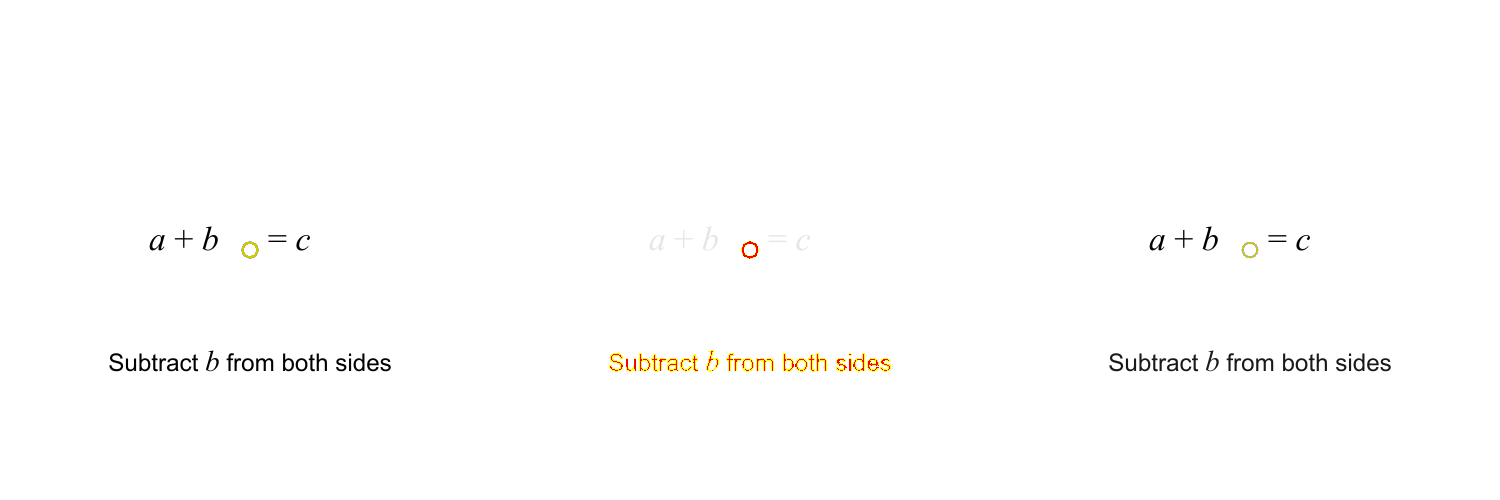 a + b = c a + b = c a + b = c
Subtract b from both sides Subtract b from both sides Subtract b from both sides